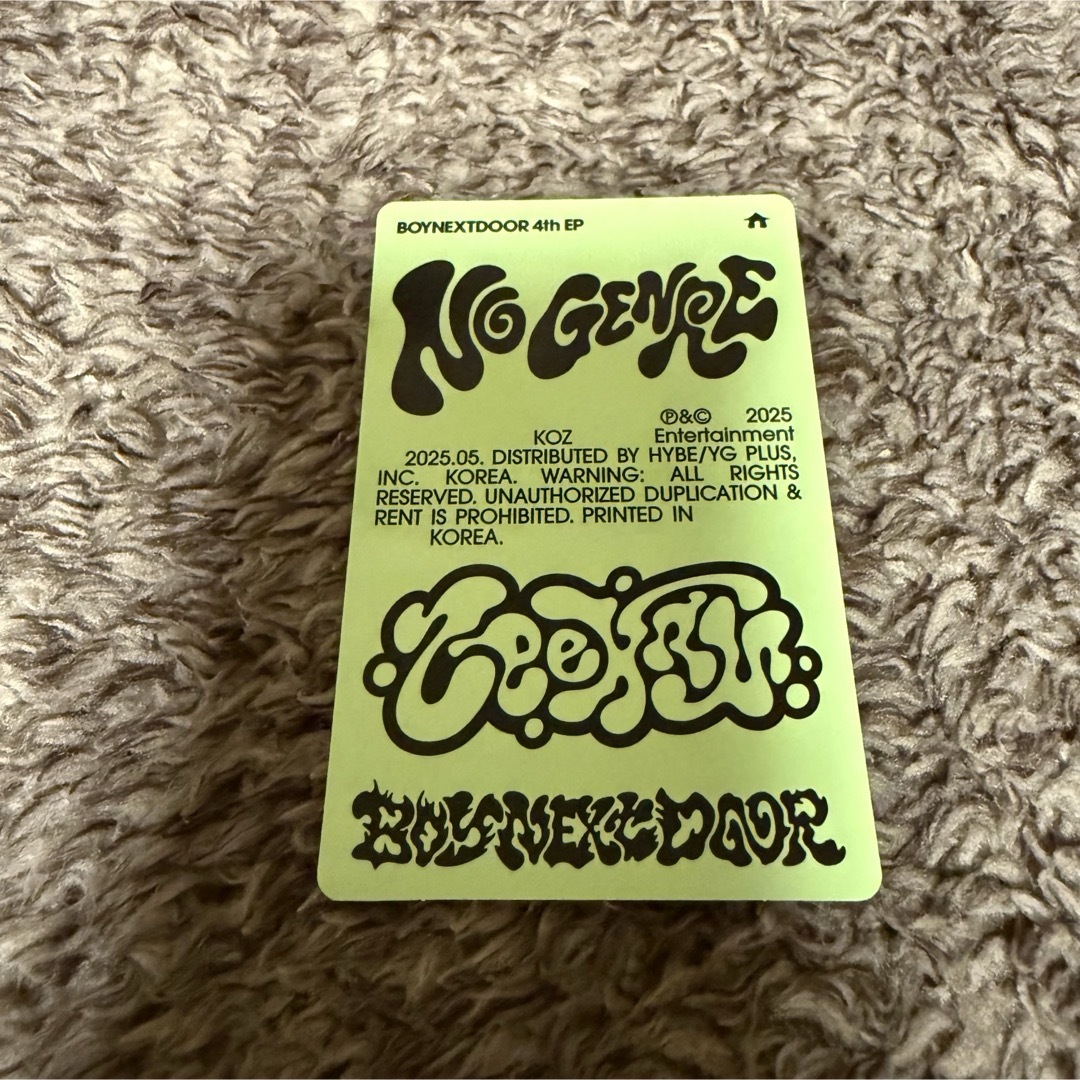 BOYNEXTDOOR 4th EP
NO GENRE
℗&© 2025
KOZ Entertainment
2025.05. DISTRIBUTED BY HYBE/YG PLUS,
INC. KOREA. WARNING: ALL RIGHTS
RESERVED. UNAUTHORIZED DUPLICATION &
RENT IS PROHIBITED. PRINTED IN
KOREA.
LeeHan
BOYNEXTDOOR